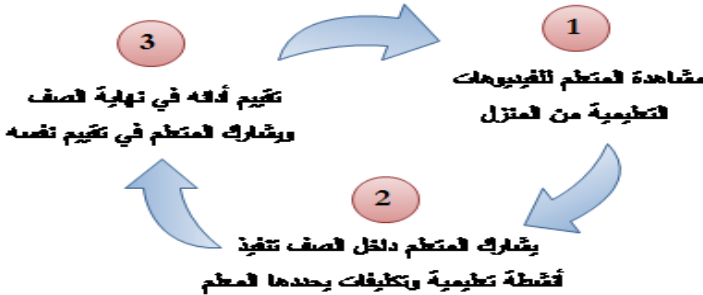 1
مشاهدة المتعلم للفيديوهات
التعليمية من المنزل
2
يشارك المتعلم داخل الصف تنفيذ
أنشطة تعليمية وتكليفات يحددها المعلم
3
تقييم أدائه في نهاية الصف
ويشارك المتعلم في تقييم نفسه